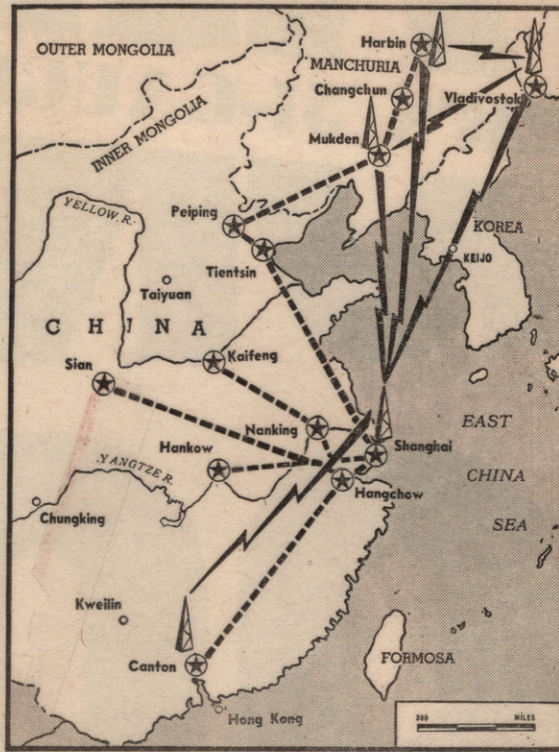 OUTER MONGOLIA
Harbin
MANCHURIA
Changchun
Vladivostok
INNER MONGOLIA
Mukden
YELLOW R.
Peiping
KOREA
Tientsin
KEIJO
Taiyuan
CHINA
Kaifeng
Sian
Nanking
EAST
Hankow
Shanghai
YANGTZE R.
CHINA
Hangchow
Chungking
SEA
Kweilin
Canton
FORMOSA
Hong Kong
300 MILES